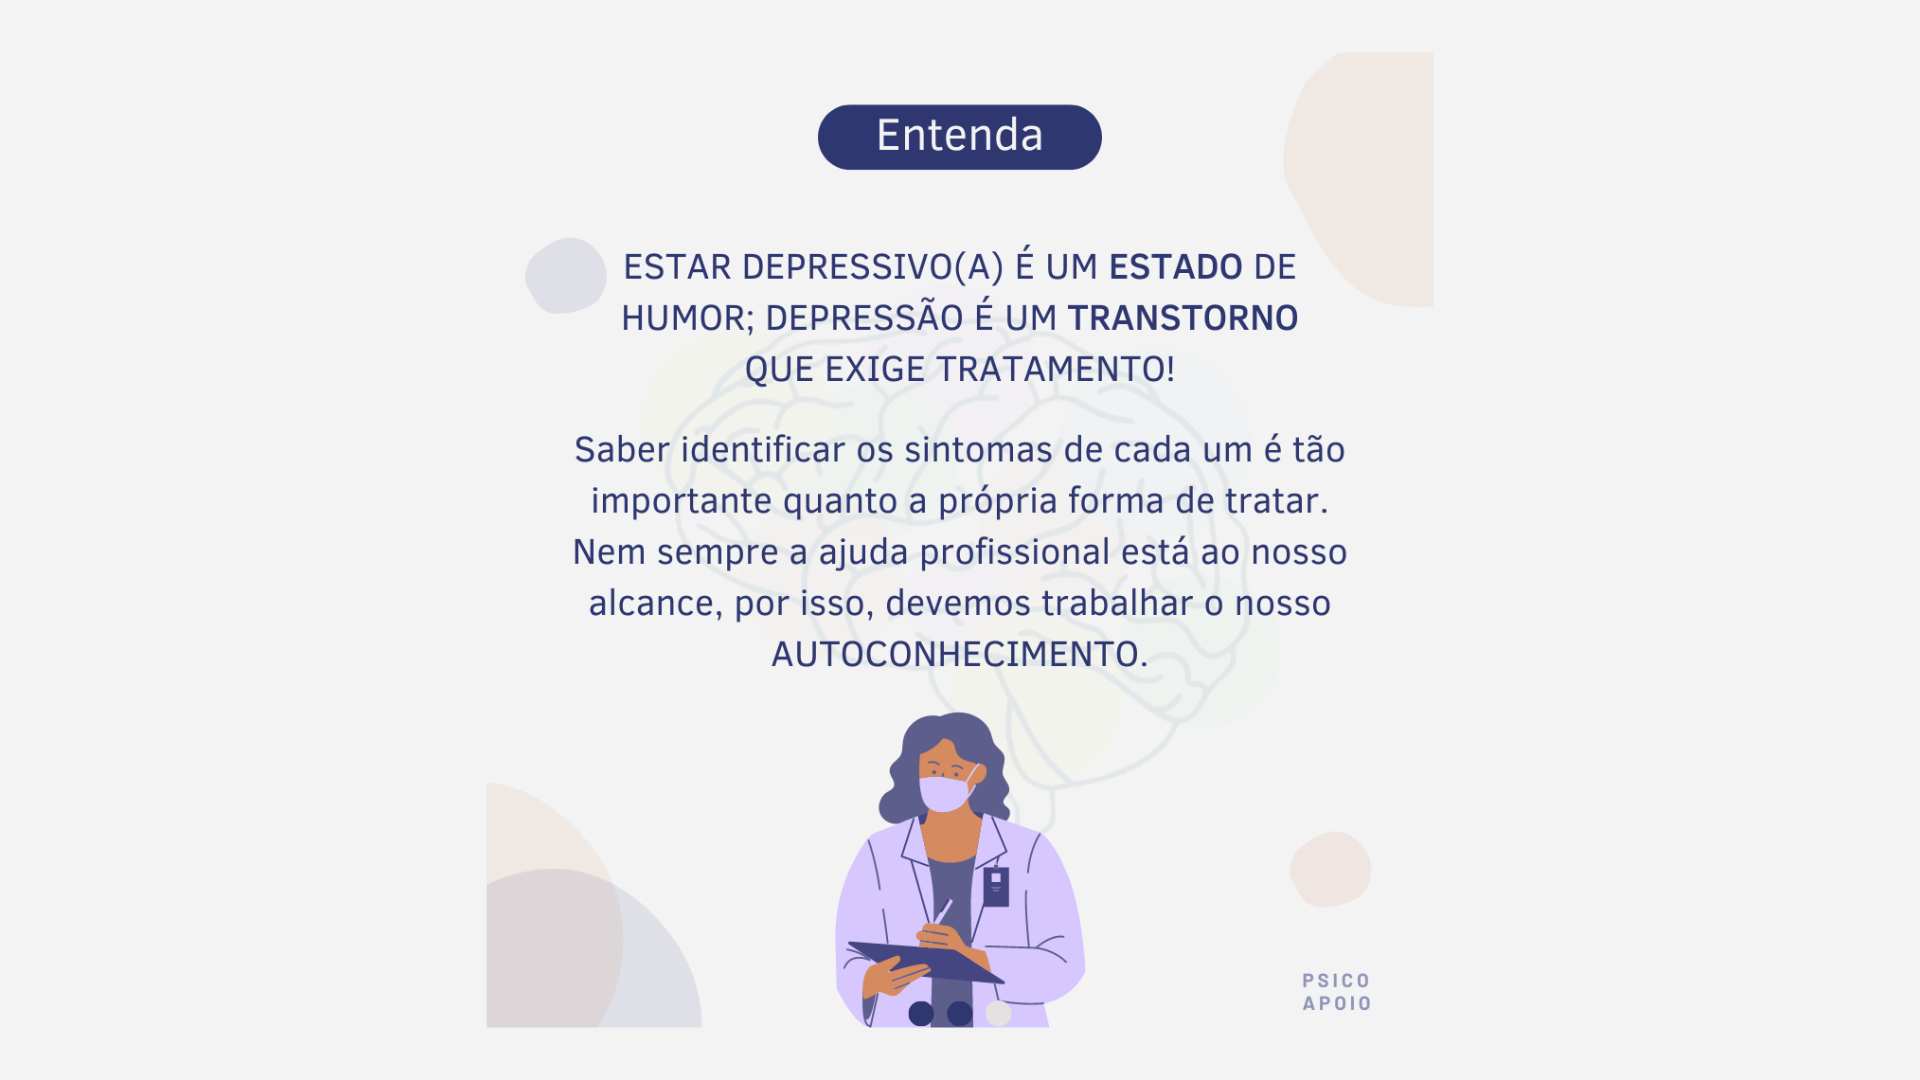 Entenda
ESTAR DEPRESSIVO(A) É UM ESTADO DE
HUMOR; DEPRESSÃO É UM TRANSTORNO
QUE EXIGE TRATAMENTO!
Saber identificar os sintomas de cada um é tão
importante quanto a própria forma de tratar.
Nem sempre a ajuda profissional está ao nosso
alcance, por isso, devemos trabalhar o nosso
AUTOCONHECIMENTO.
PSICO
APOIO